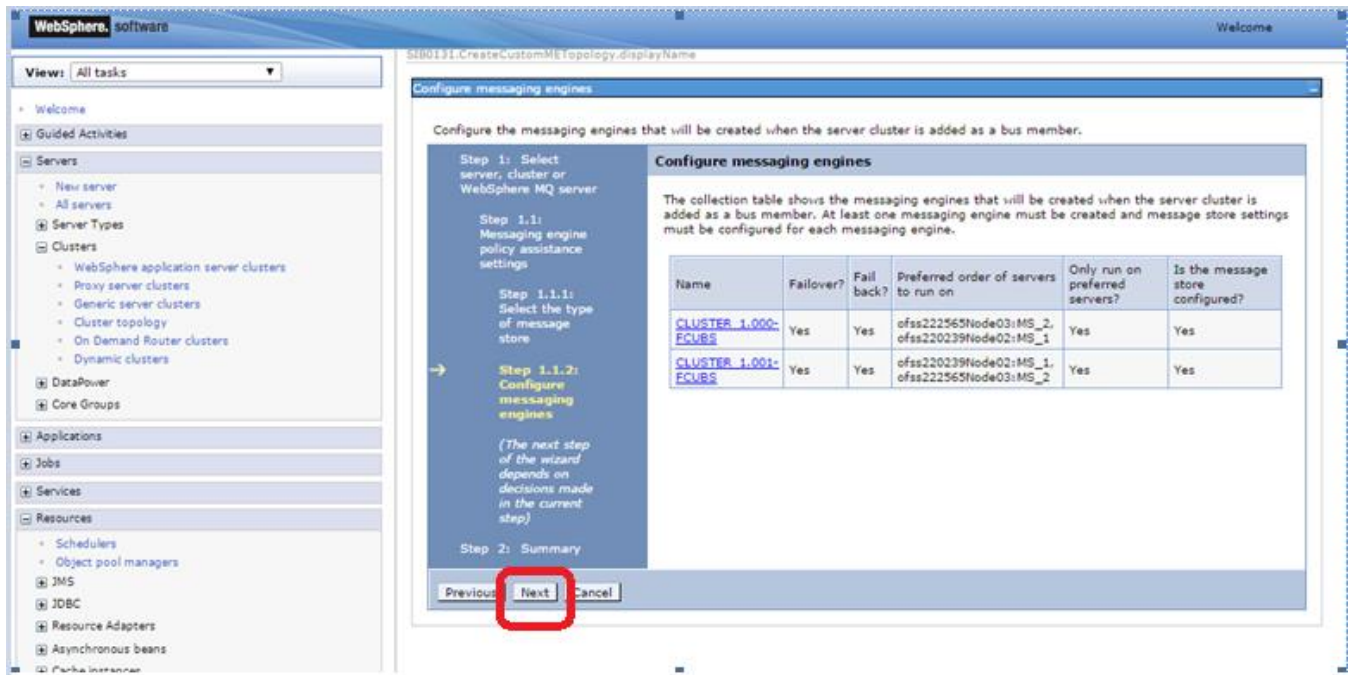 WebSphere. software
Welcome
View: All tasks
Welcome
Guided Activities
Servers
New server
All servers
Server Types
Clusters
WebSphere application server clusters
Proxy server clusters
Generic server clusters
Cluster topology
On Demand Router clusters
Dynamic clusters
DataPower
Core Groups
Applications
Jobs
Services
Resources
Schedulers
Object pool managers
JMS
JDBC
Resource Adapters
Asynchronous beans
Cache instances
SIB0131.CreateCustomMETopology.displayName
Configure messaging engines
Configure the messaging engines that will be created when the server cluster is added as a bus member.
Step 1: Select
server, cluster or
WebSphere MQ server
Step 1.1:
Messaging engine
policy assistance
settings
Step 1.1.1:
Select the type
of message
store
Step 1.1.2:
Configure
messaging
engines
(The next step
of the wizard
depends on
decisions made
in the current
step)
Step 2: Summary
Configure messaging engines
The collection table shows the messaging engines that will be created when the server cluster is
added as a bus member. At least one messaging engine must be created and message store settings
must be configured for each messaging engine.
Name
Failover?
Fail
back?
Preferred order of servers
to run on
Only run on
preferred
servers?
Is the message
store
configured?
CLUSTER_1.000-
FCUBS
Yes
Yes
ofss222565Node03:MS_2,
ofss220239Node02:MS_1
Yes
Yes
CLUSTER_1.001-
FCUBS
Yes
Yes
ofss220239Node02:MS_1,
ofss222565Node03:MS_2
Yes
Yes
Previous Next Cancel